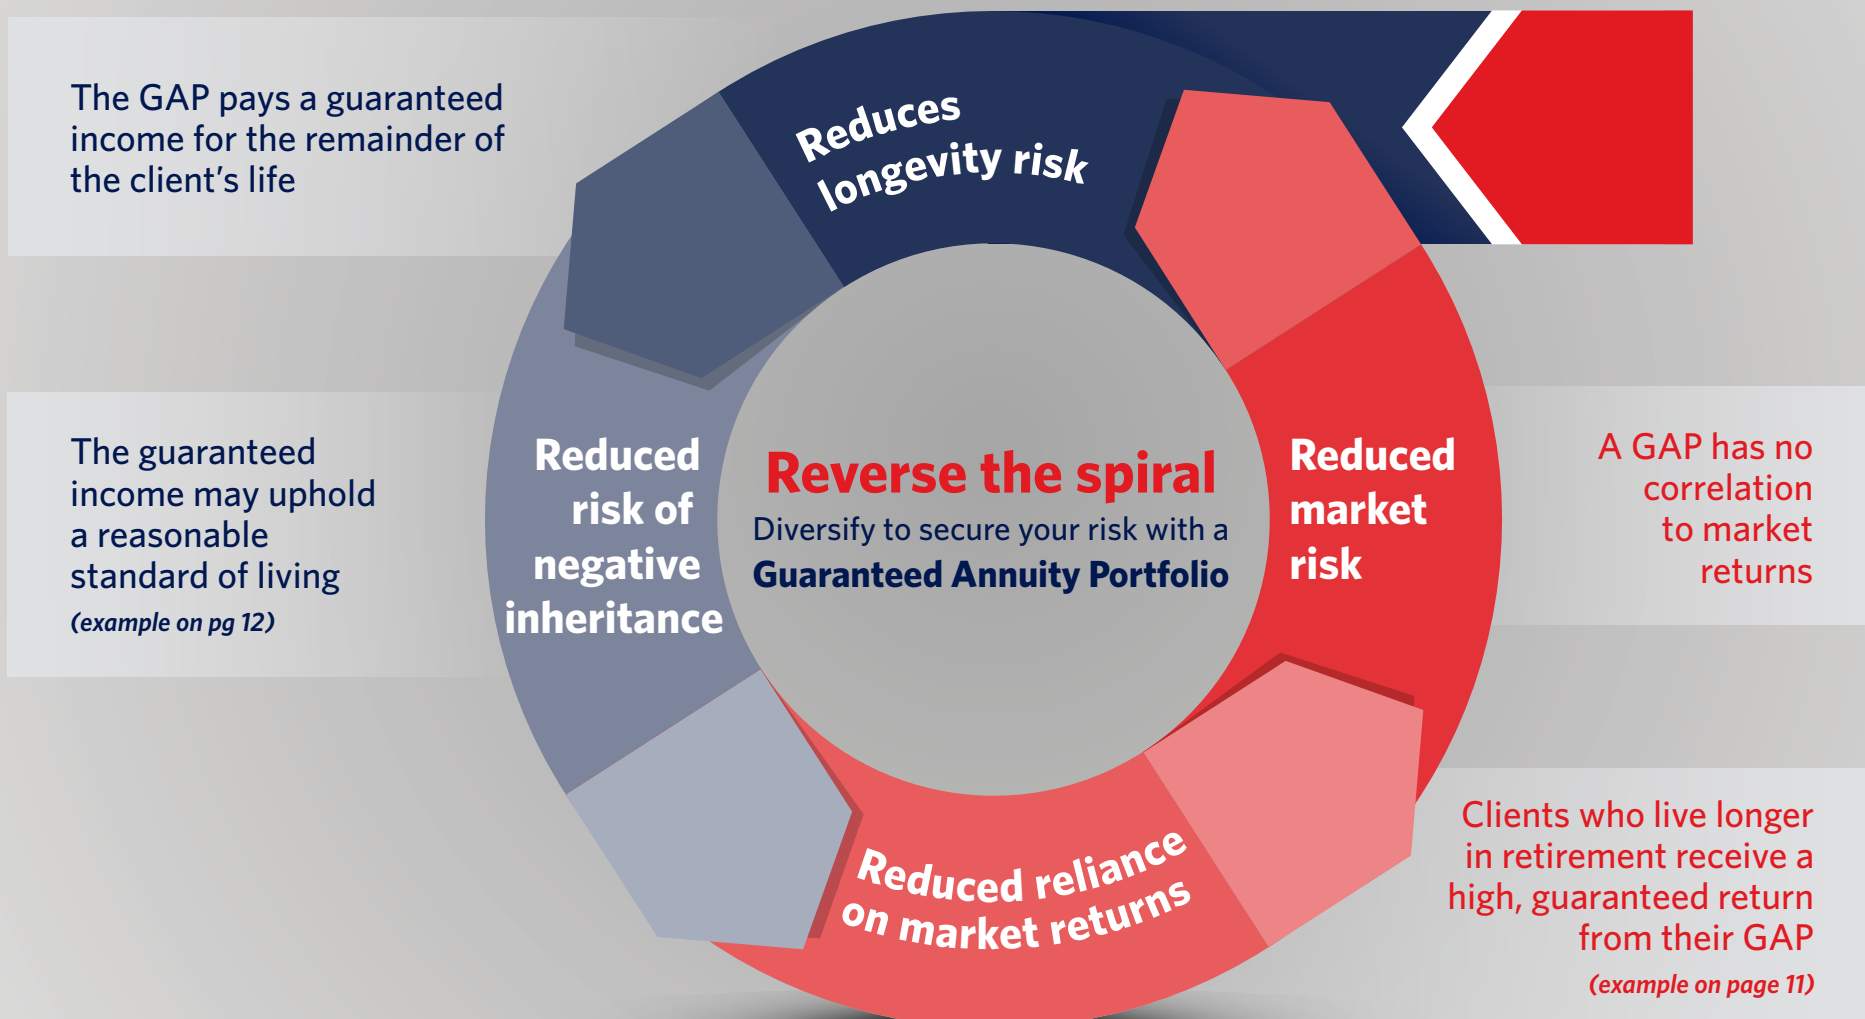 The GAP pays a guaranteed
income for the remainder of
the client's life
Reduces
longevity risk
The guaranteed
income may uphold
a reasonable
standard of living
(example on pg 12)
Reduced
risk of
negative
inheritance
Reverse the spiral
Diversify to secure your risk with a
Guaranteed Annuity Portfolio
Reduced
market
risk
A GAP has no
correlation
to market
returns
Reduced reliance
on market returns
Clients who live longer
in retirement receive a
high, guaranteed return
from their GAP
(example on page 11)